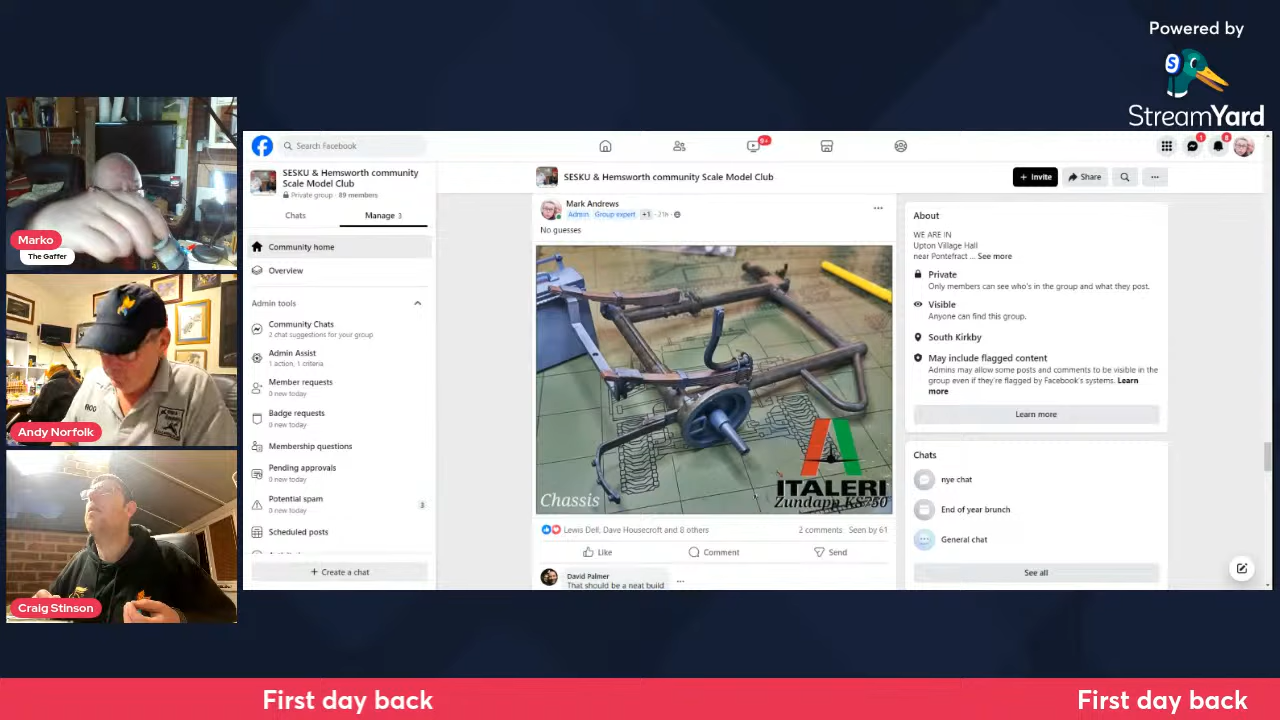 Powered by
S
StreamYard
Marko
The Gaffer
Andy Norfolk
ROO
Craig Stinson
Search Facebook
9+
1
8
SESKU & Hemsworth community
Scale Model Club
Private group · 89 members
Chats
Manage 3
Community home
Overview
Admin tools
Community Chats
2 chat suggestions for your group
Admin Assist
1 action, 1 criteria
Member requests
0 new today
Badge requests
0 new today
Membership questions
Pending approvals
0 new today
Potential spam
0 new today
3
Scheduled posts
+ Create a chat
SESKU & Hemsworth community Scale Model Club
+ Invite
Share
Mark Andrews
Admin Group expert +1 · 21h ·
No guesses
Chassis
ITALERI
Zundapp KS750
Lewis Dell, Dave Housecroft and 8 others
2 comments Seen by 61
Like
Comment
Send
David Palmer
That should be a neat build
About
WE ARE IN
Upton Village Hall
near Pontefract ... See more
Private
Only members can see who's in the group and what they post.
Visible
Anyone can find this group.
South Kirkby
May include flagged content
Admins may allow some posts and comments to be visible in the
group even if they're flagged by Facebook's systems. Learn
more
Learn more
Chats
nye chat
End of year brunch
General chat
See all
First day back
First day back